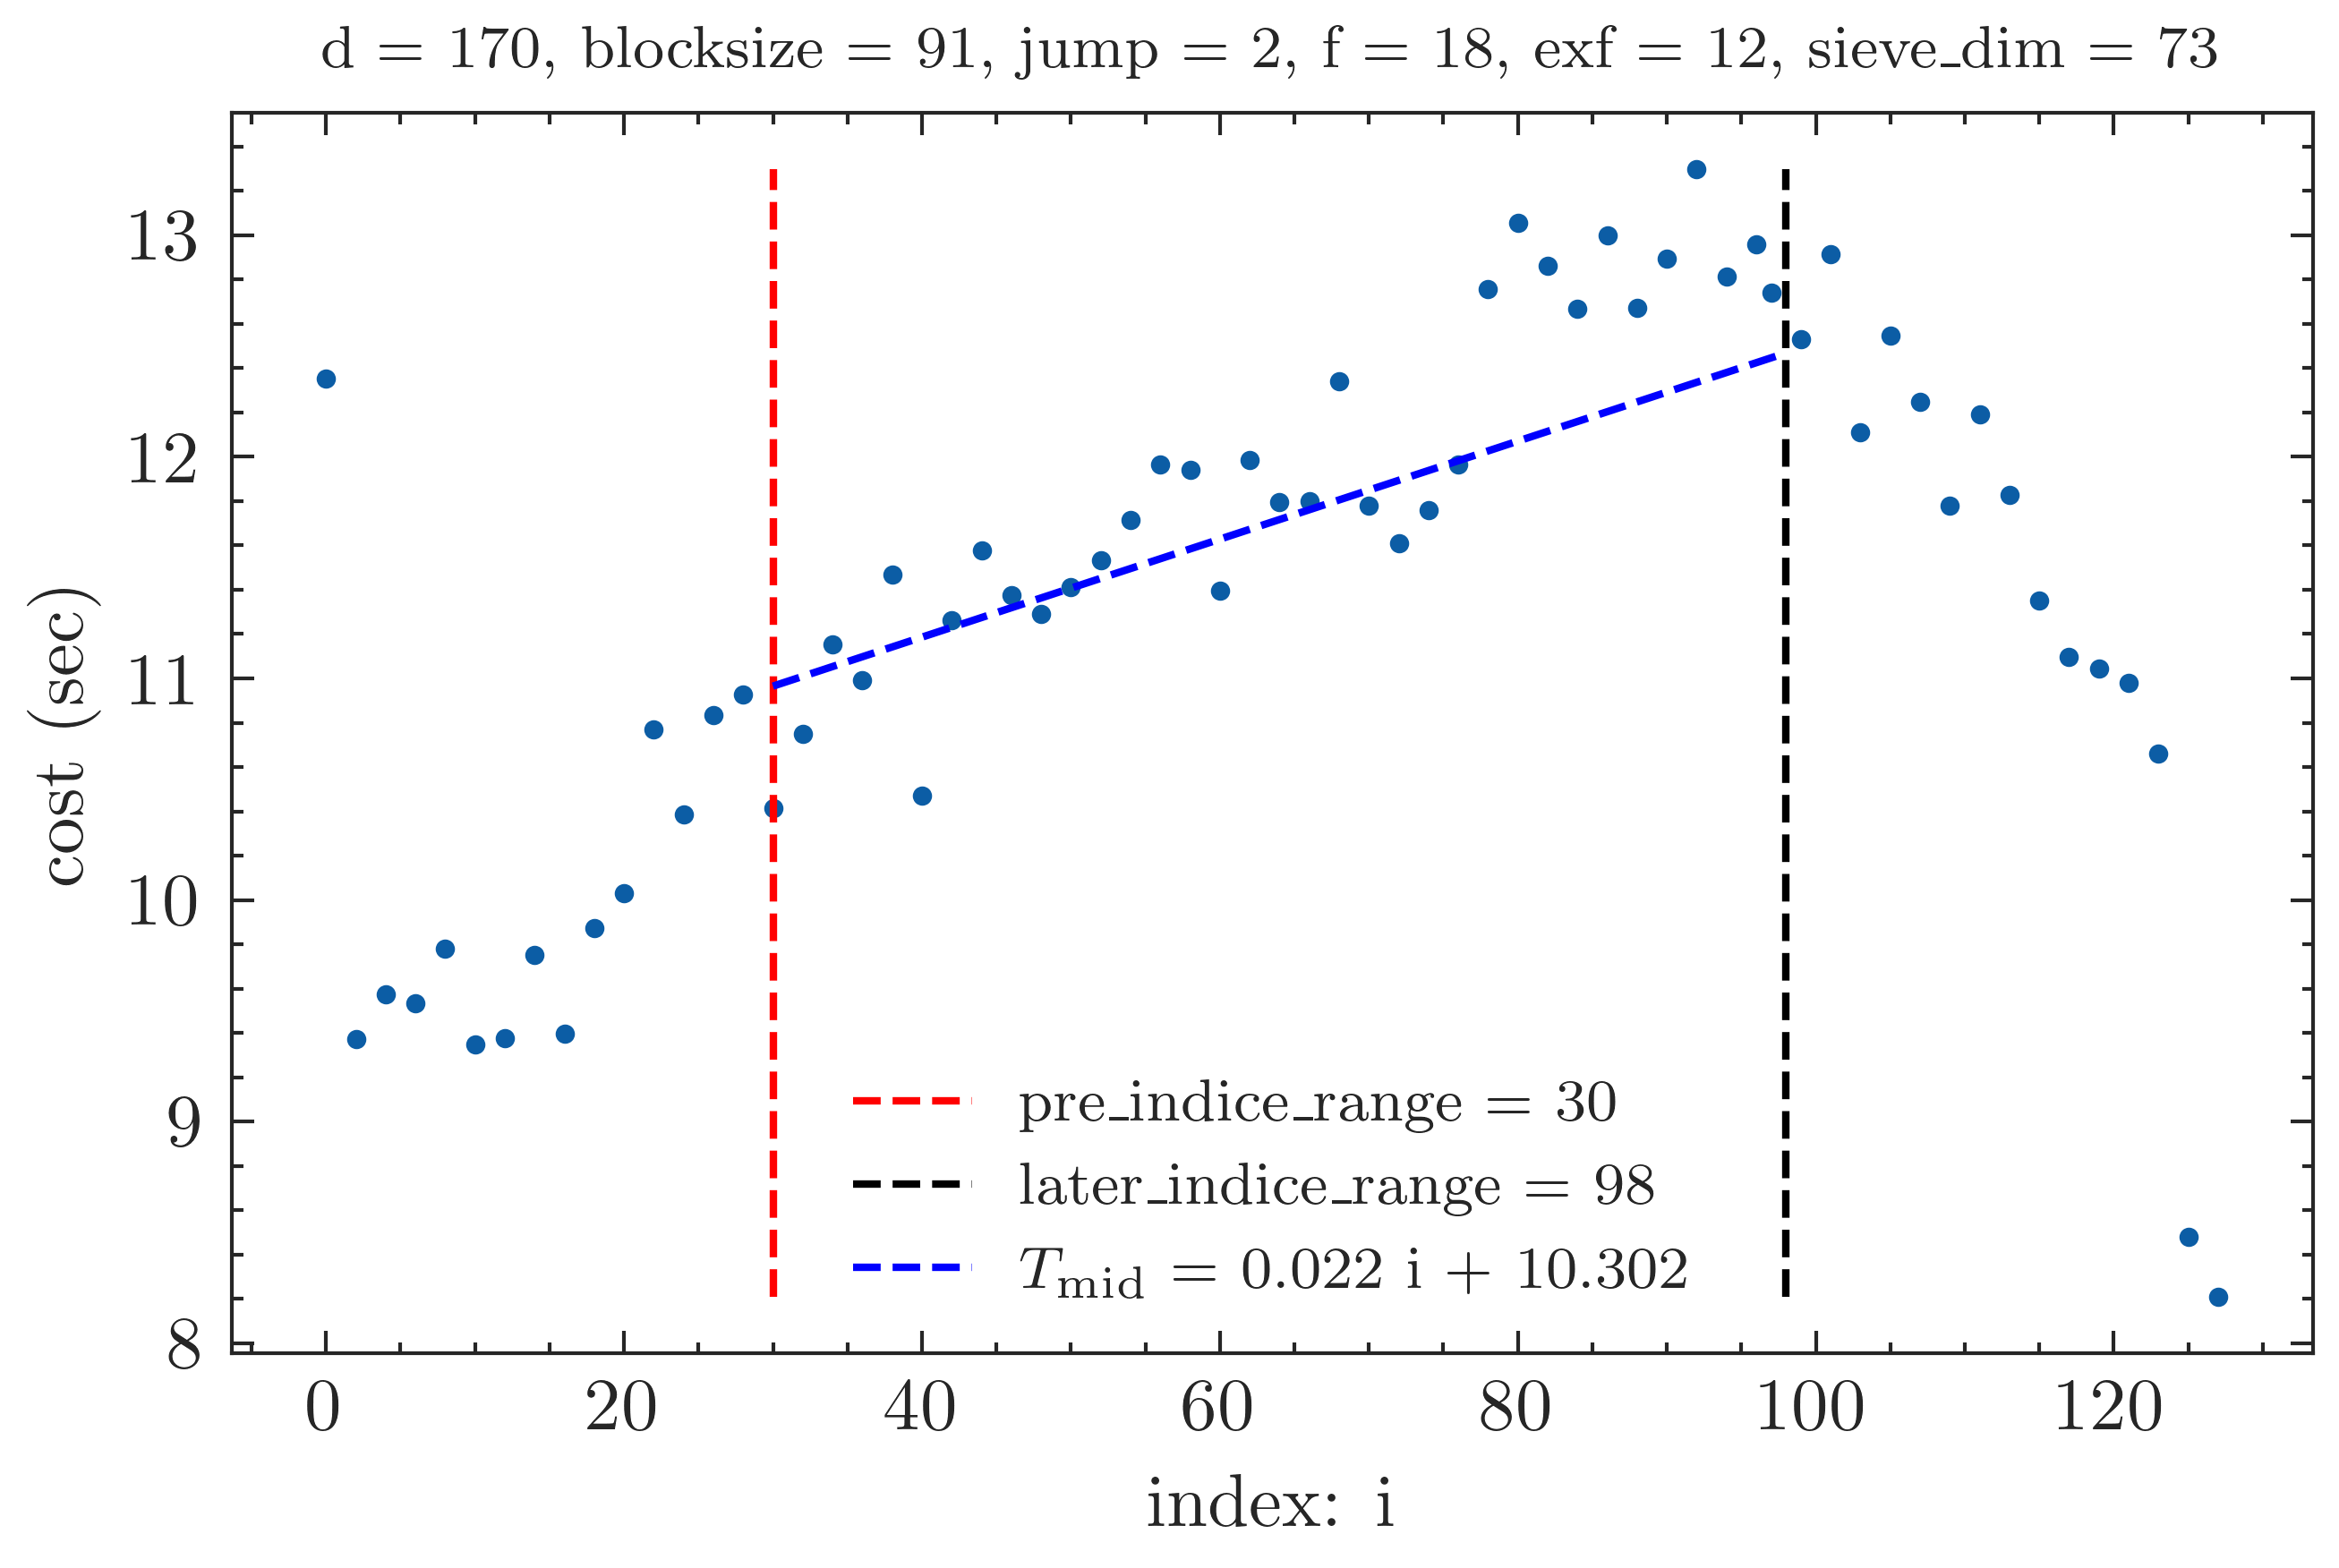 d = 170, blocksize = 91, jump = 2, f = 18, exf = 12, sieve_dim = 73
cost (sec)
13
12
11
10
9
8
pre_indice_range = 30
later_indice_range = 98
T_mid = 0.022 i + 10.302
0 20 40 60 80 100 120
index: i